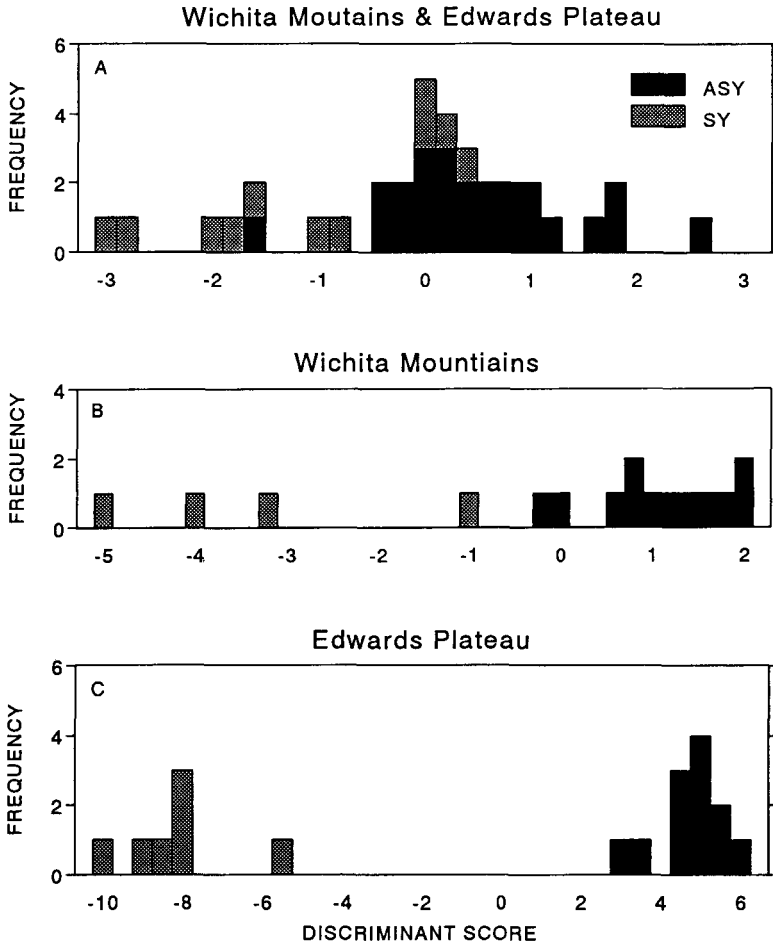 Wichita Moutains & Edwards Plateau
A
ASY
SY
FREQUENCY
6
4
2
0
-3 -2 -1 0 1 2 3
Wichita Mountiains
B
FREQUENCY
4
2
0
-5 -4 -3 -2 -1 0 1 2
Edwards Plateau
C
FREQUENCY
6
4
2
0
-10 -8 -6 -4 -2 0 2 4 6
DISCRIMINANT SCORE